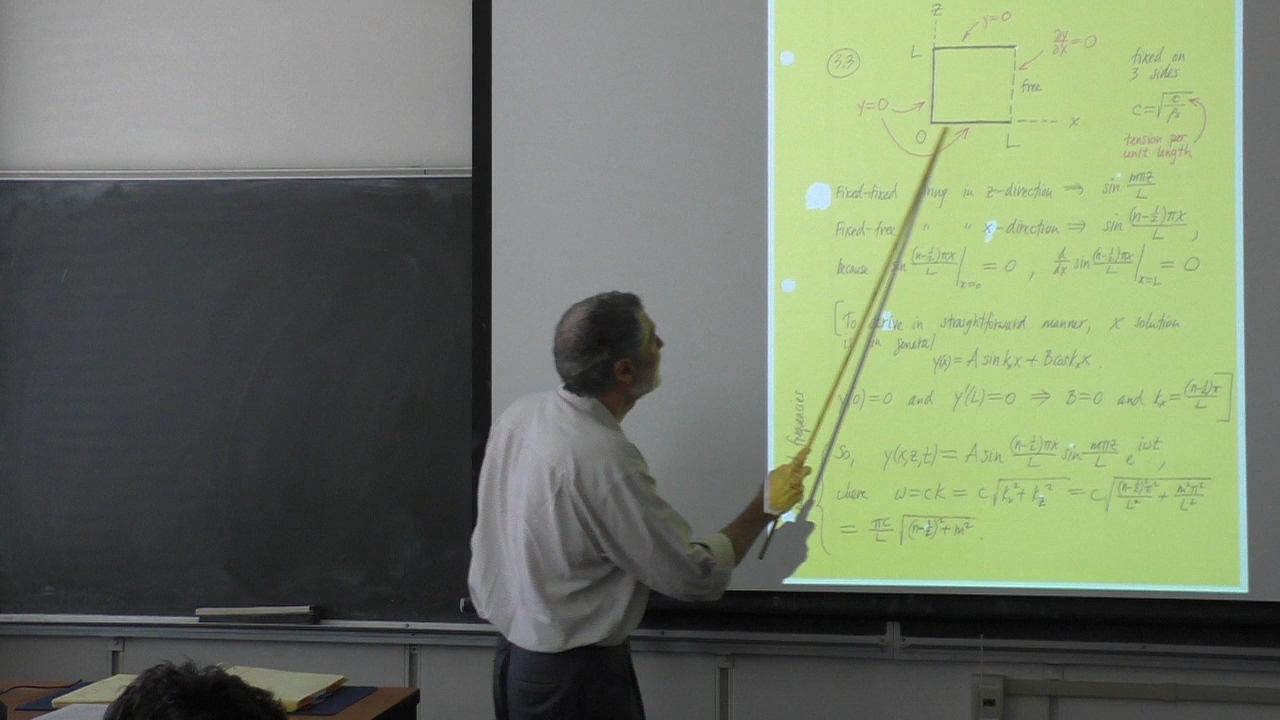 z
y=0
(3.3)
L
∂y/∂x=0
fixed on
3 sides
free
y=0
c=√(τ/ρs)
0
L
x
tension per
unit length
Fixed-fixed in z-direction ⇒ sin mπz/L
Fixed-free " " x-direction ⇒ sin (n-½)πx/L ,
because sin (n-½)πx/L |x=0 = 0 , d/dx sin (n-½)πx/L |x=L = 0
[To derive in straightforward manner, x solution
is in general
y(x) = A sin kₓx + B cos kₓx .
y(0)=0 and y'(L)=0 ⇒ B=0 and kₓ = (n-½)π/L ]
So, y(x,z,t) = A sin (n-½)πx/L sin mπz/L e^iωt ,
where ω=ck = c√(kₓ²+k_z²) = c√((n-½)²π²/L² + m²π²/L²)
= πc/L √((n-½)²+m²) .
frequencies